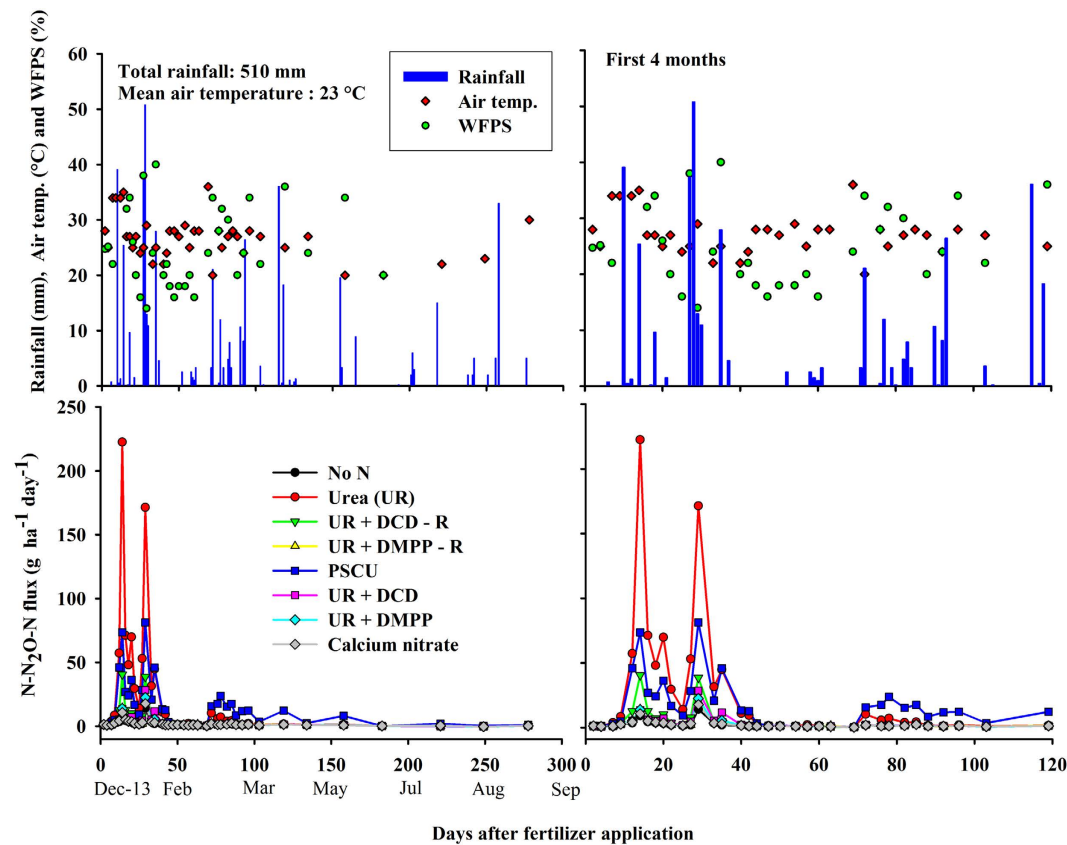 Rainfall (mm), Air temp. (°C) and WFPS (%)
60
50
40
30
20
10
0
Total rainfall: 510 mm
Mean air temperature : 23 °C
Rainfall
Air temp.
WFPS
First 4 months
N-N₂O-N flux (g ha⁻¹ day⁻¹)
250
200
150
100
50
0
No N
Urea (UR)
UR + DCD - R
UR + DMPP - R
PSCU
UR + DCD
UR + DMPP
Calcium nitrate
0 50 100 150 200 250 300
Dec-13 Feb Mar May Jul Aug Sep
0 20 40 60 80 100 120
Days after fertilizer application